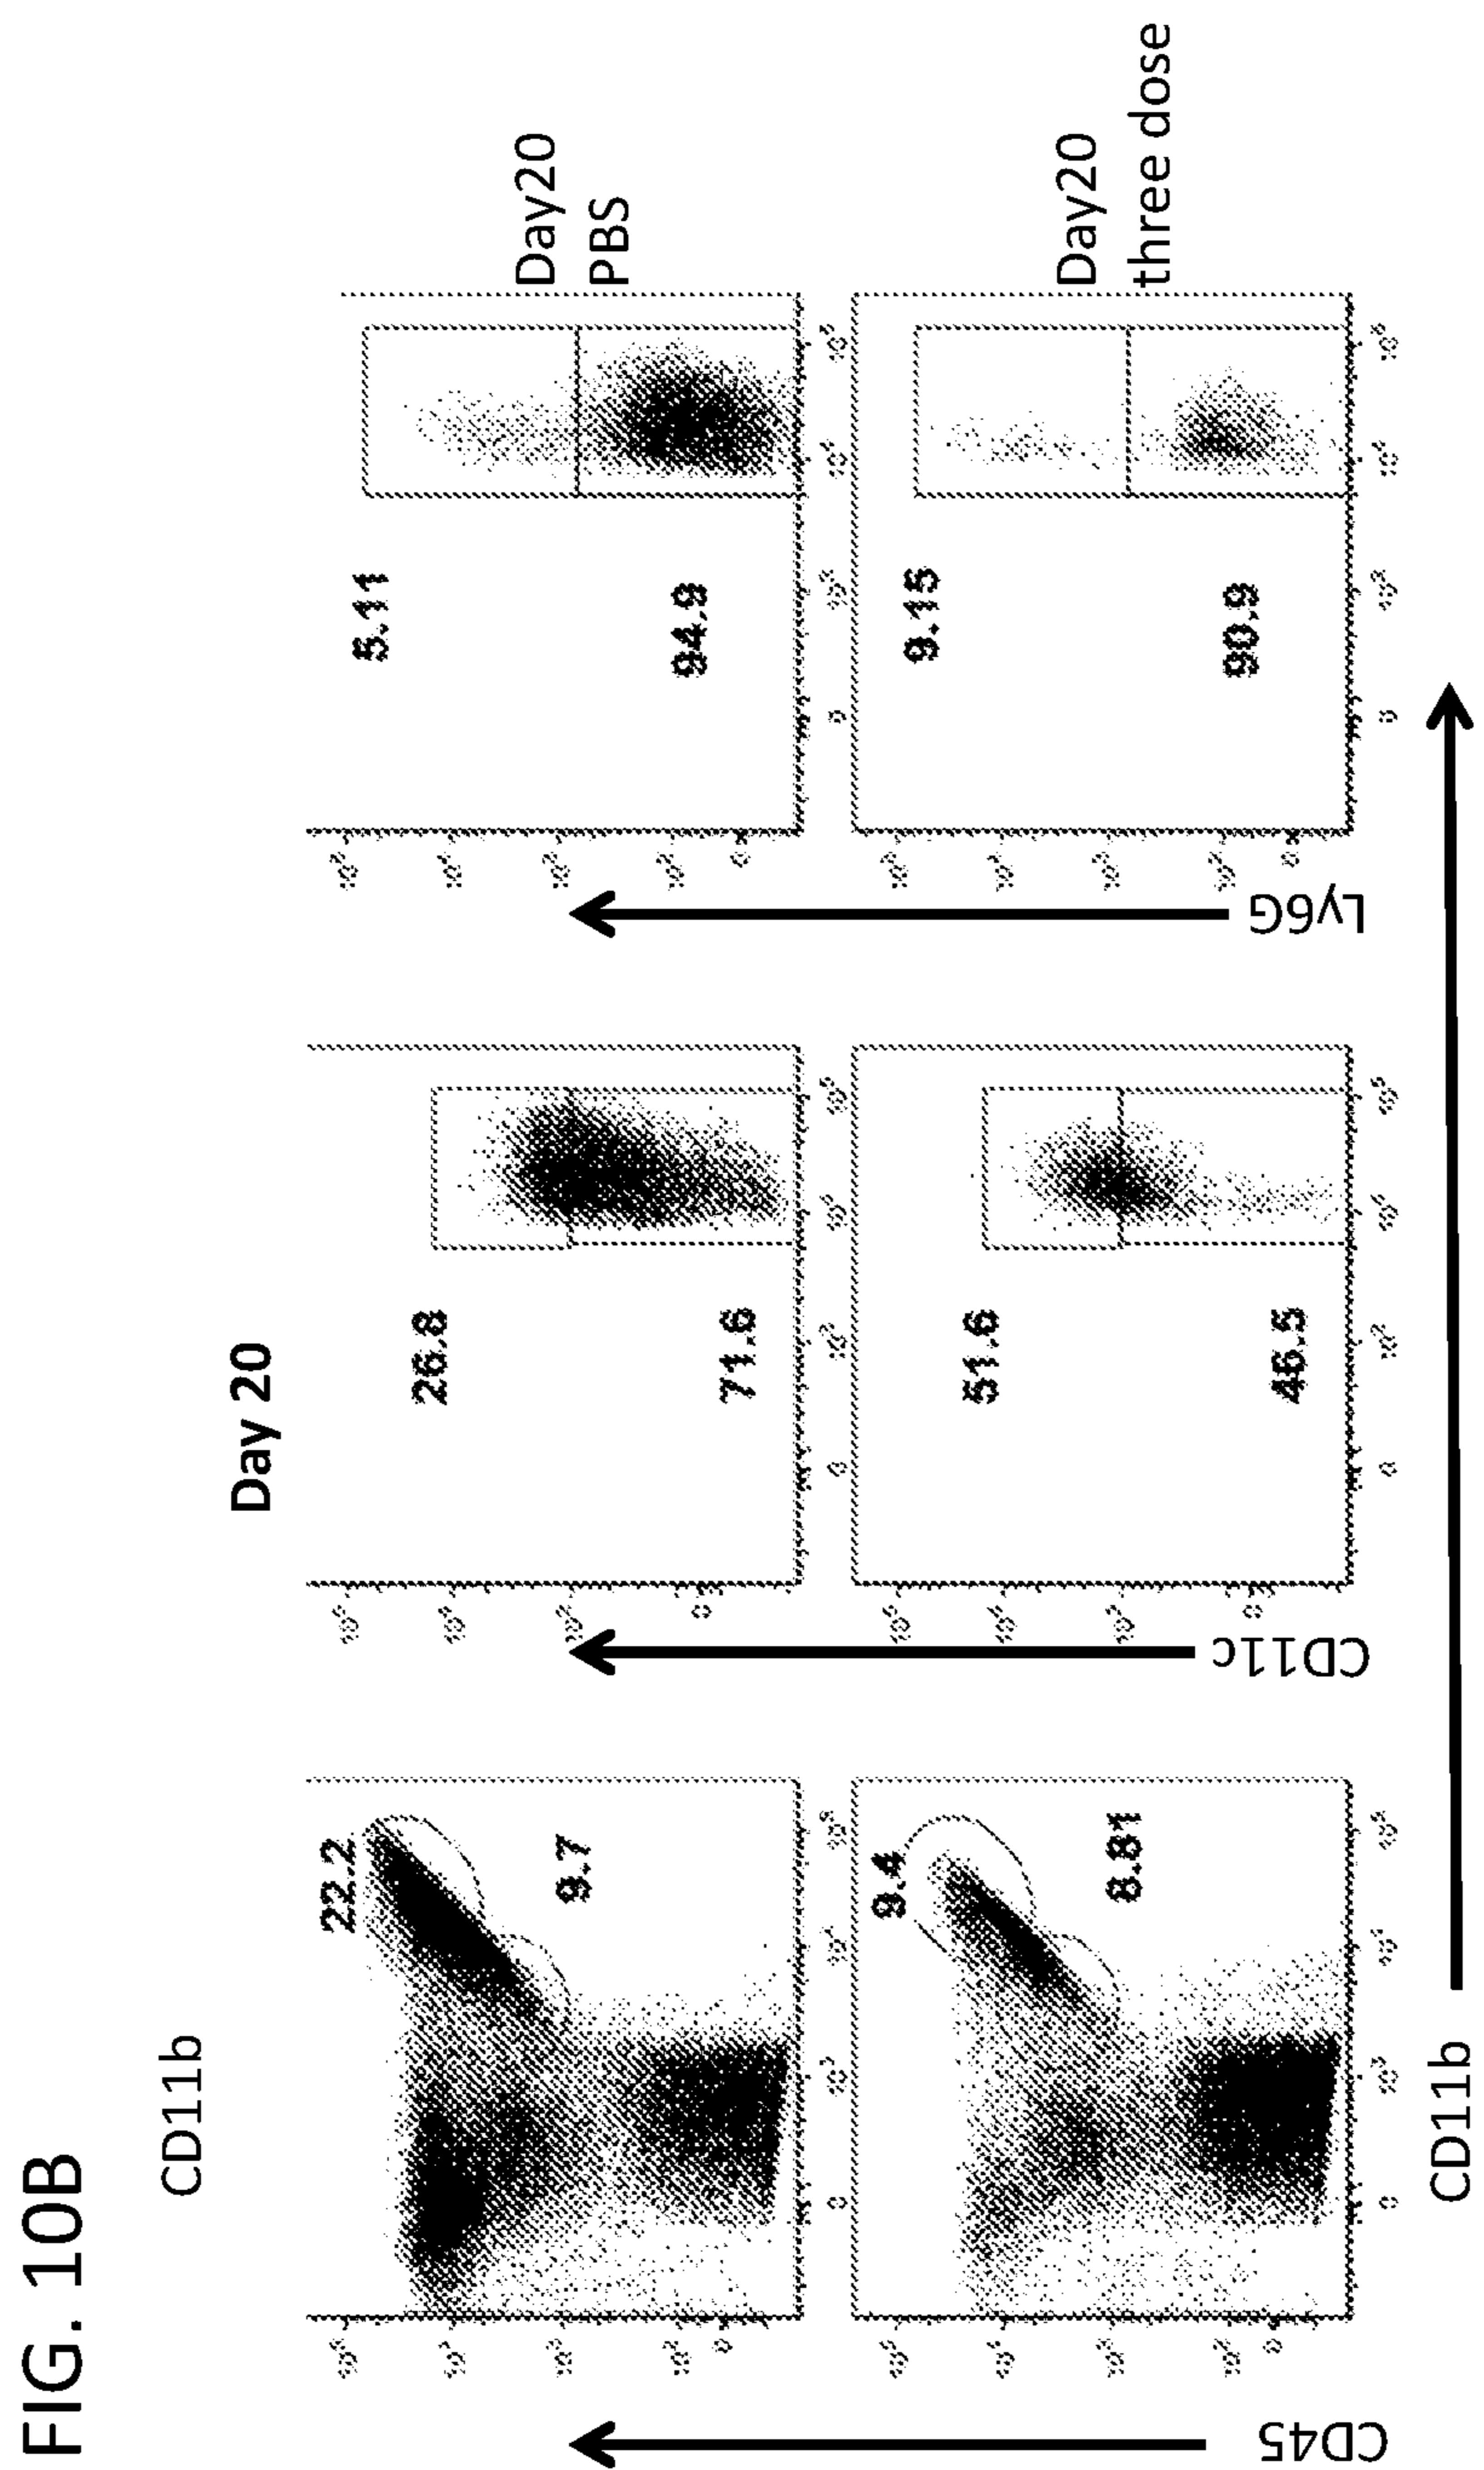 FIG. 10B
CD11b
Day 20
22.2
9.7
26.8
71.6
5.11
94.9
Day20
PBS
9.4
8.81
51.6
46.5
9.15
90.9
Day20
three dose
CD45
CD11c
Ly6G
CD11b